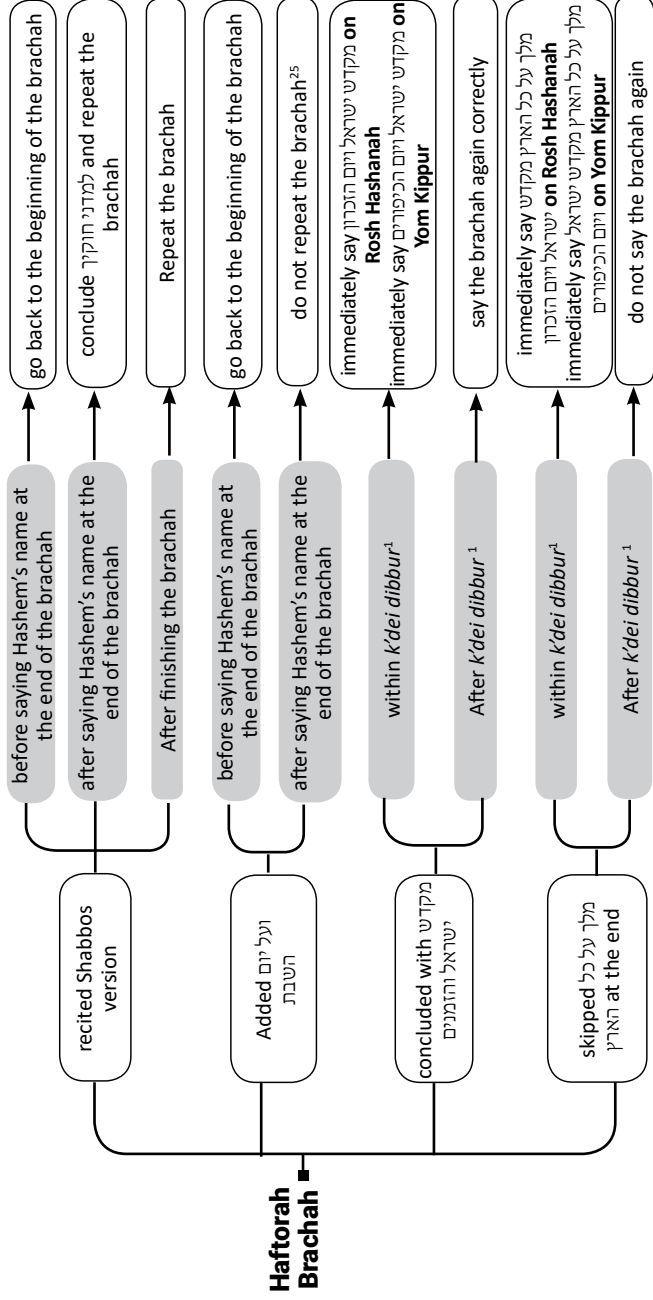 Haftorah
Brachah
recited Shabbos
version
before saying Hashem's name at
the end of the brachah
go back to the beginning of the brachah
after saying Hashem's name at the
end of the brachah
conclude למדני חוקיך and repeat the
brachah
After finishing the brachah
Repeat the brachah
Added ועל יום
השבת
before saying Hashem's name at
the end of the brachah
go back to the beginning of the brachah
after saying Hashem's name at the
end of the brachah
do not repeat the brachah25
concluded with מקדש
ישראל והזמנים
within k'dei dibbur1
immediately say מקדש ישראל ויום הזכרון on
Rosh Hashanah
immediately say מקדש ישראל ויום הכיפורים on
Yom Kippur
After k'dei dibbur 1
say the brachah again correctly
skipped מלך על כל
הארץ at the end
within k'dei dibbur1
immediately say מלך על כל הארץ מקדש
ישראל ויום הזכרון on Rosh Hashanah
immediately say מלך על כל הארץ מקדש ישראל
ויום הכיפורים on Yom Kippur
After k'dei dibbur 1
do not say the brachah again